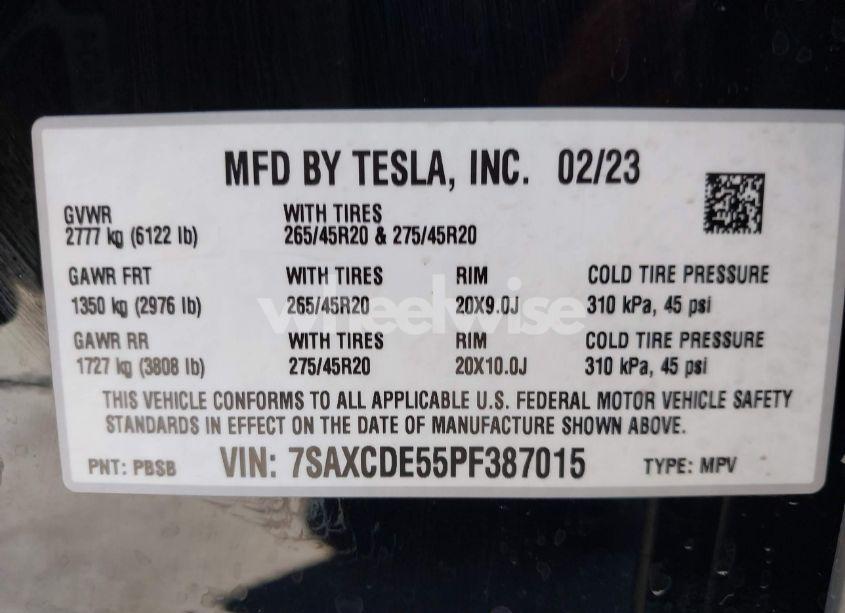 MFD BY TESLA, INC. 02/23
GVWR WITH TIRES
2777 kg (6122 lb) 265/45R20 & 275/45R20
GAWR FRT WITH TIRES RIM COLD TIRE PRESSURE
1350 kg (2976 lb) 265/45R20 20X9.0J 310 kPa, 45 psi
wheelwise
GAWR RR WITH TIRES RIM COLD TIRE PRESSURE
1727 kg (3808 lb) 275/45R20 20X10.0J 310 kPa, 45 psi
THIS VEHICLE CONFORMS TO ALL APPLICABLE U.S. FEDERAL MOTOR VEHICLE SAFETY
STANDARDS IN EFFECT ON THE DATE OF MANUFACTURE SHOWN ABOVE.
PNT: PBSB VIN: 7SAXCDE55PF387015 TYPE: MPV